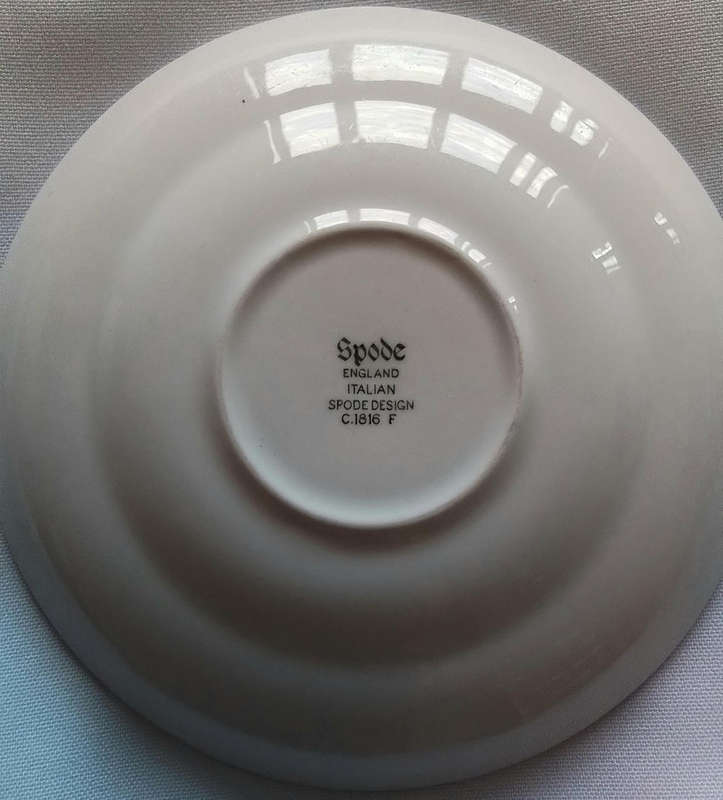 Spode
ENGLAND
ITALIAN
SPODE DESIGN
C.1816 F